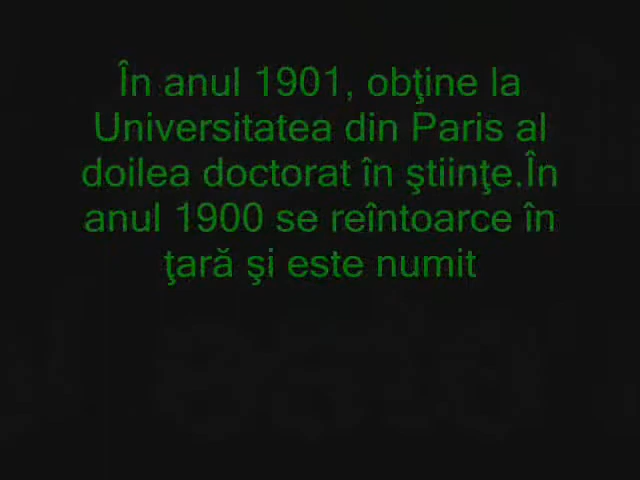 În anul 1901, obţine la
Universitatea din Paris al
doilea doctorat în ştiinţe.În
anul 1900 se reîntoarce în
ţară şi este numit